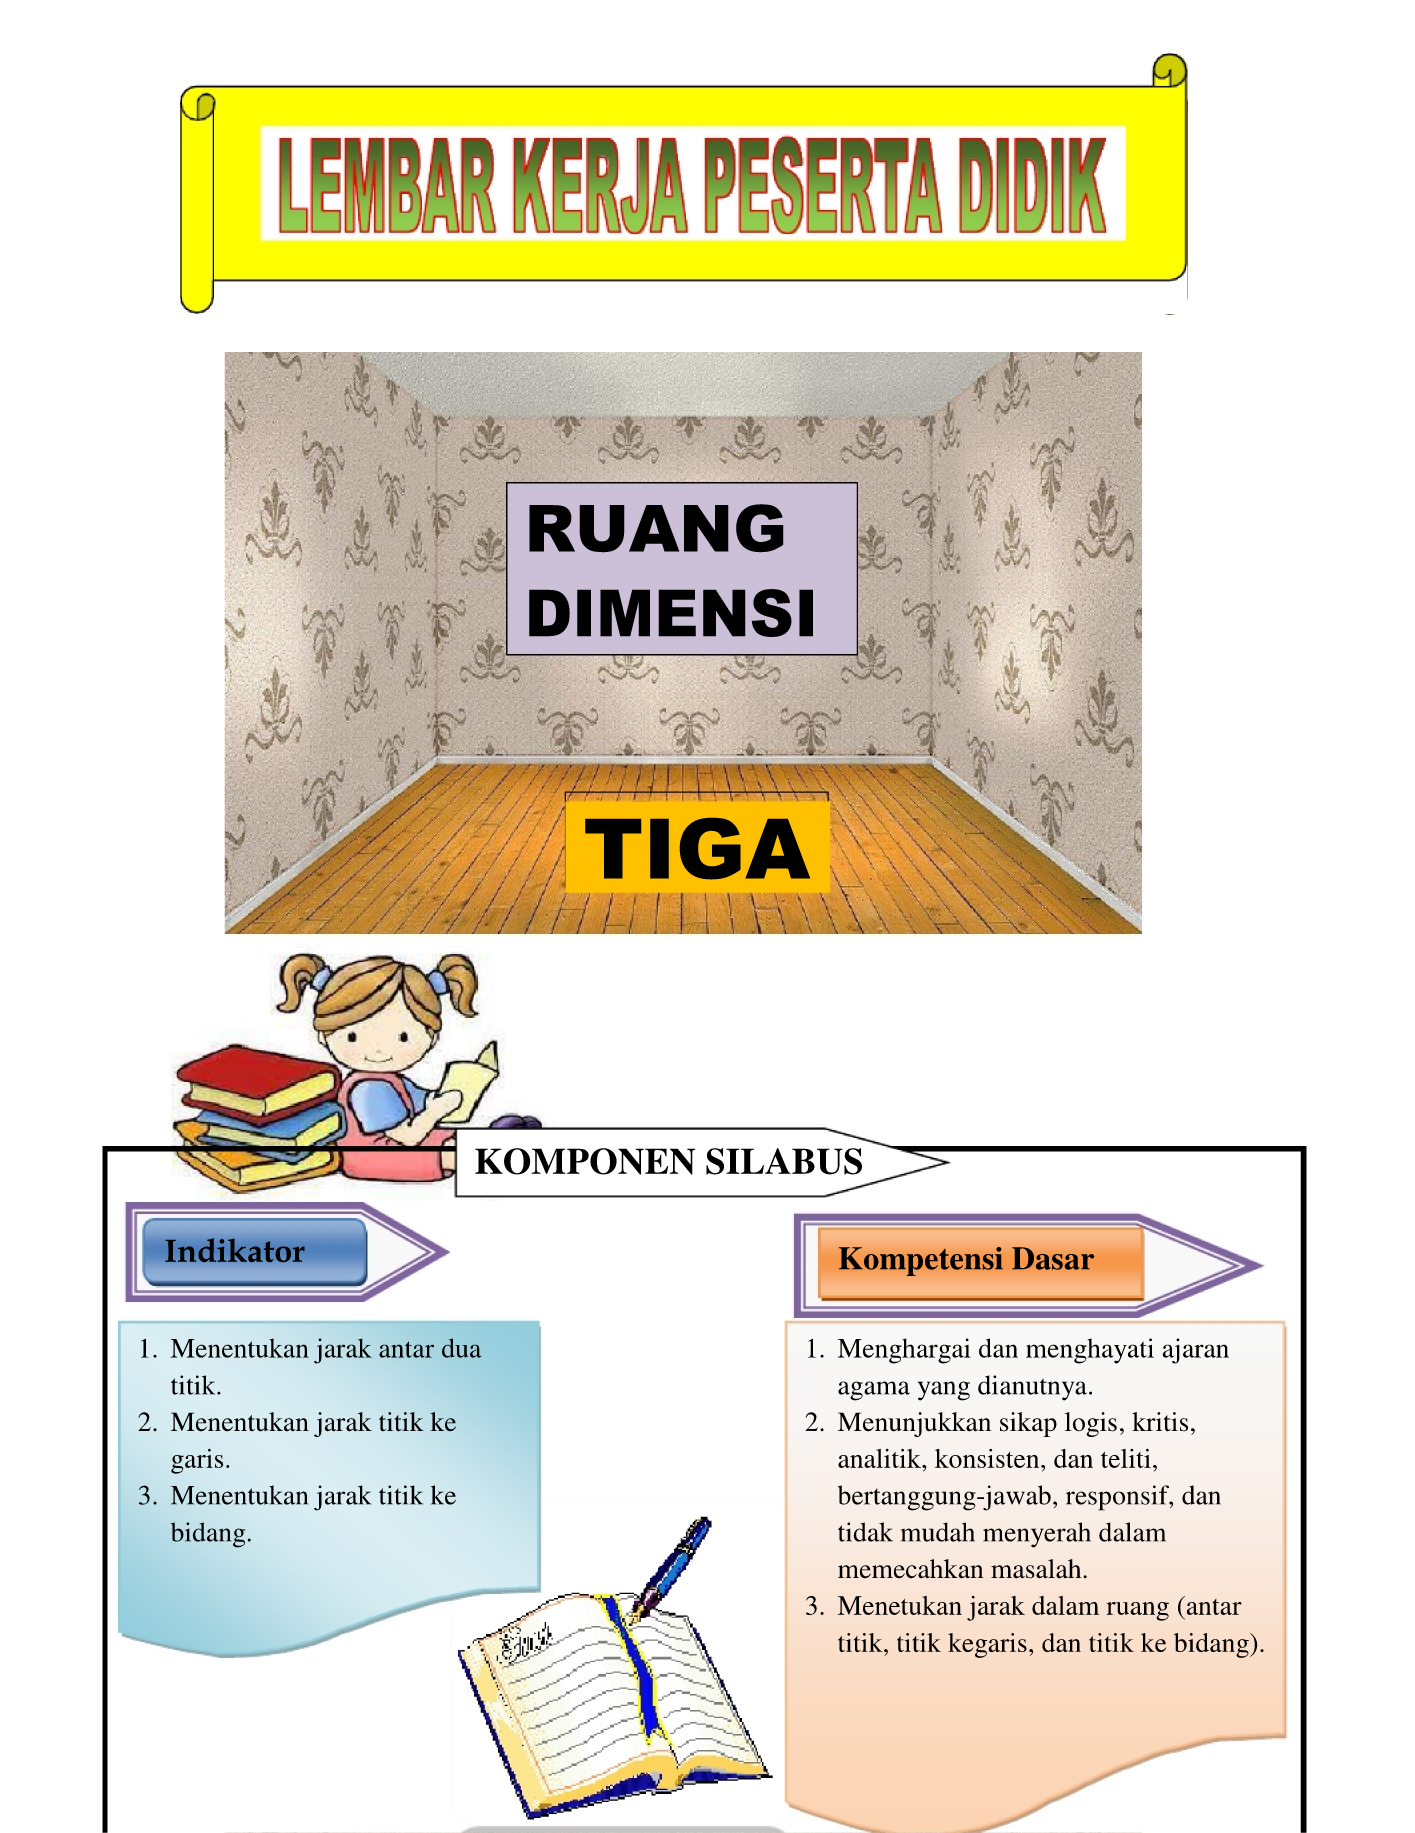 LEMBAR KERJA PESERTA DIDIK
RUANG
DIMENSI
TIGA
KOMPONEN SILABUS
Indikator
1. Menentukan jarak antar dua
titik.
2. Menentukan jarak titik ke
garis.
3. Menentukan jarak titik ke
bidang.
Kompetensi Dasar
1. Menghargai dan menghayati ajaran
agama yang dianutnya.
2. Menunjukkan sikap logis, kritis,
analitik, konsisten, dan teliti,
bertanggung-jawab, responsif, dan
tidak mudah menyerah dalam
memecahkan masalah.
3. Menetukan jarak dalam ruang (antar
titik, titik kegaris, dan titik ke bidang).